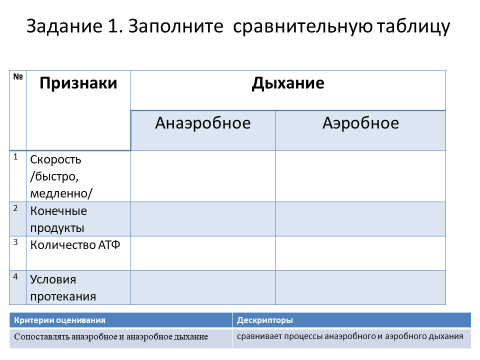 Задание 1. Заполните сравнительную таблицу
№ Признаки Дыхание
Анаэробное Аэробное
1 Скорость
/быстро,
медленно/
2 Конечные
продукты
3 Количество АТФ
4 Условия
протекания
Критерии оценивания Дескрипторы
Сопоставлять анаэробное и анаэробное дыхание сравнивает процессы анаэробного и аэробного дыхания